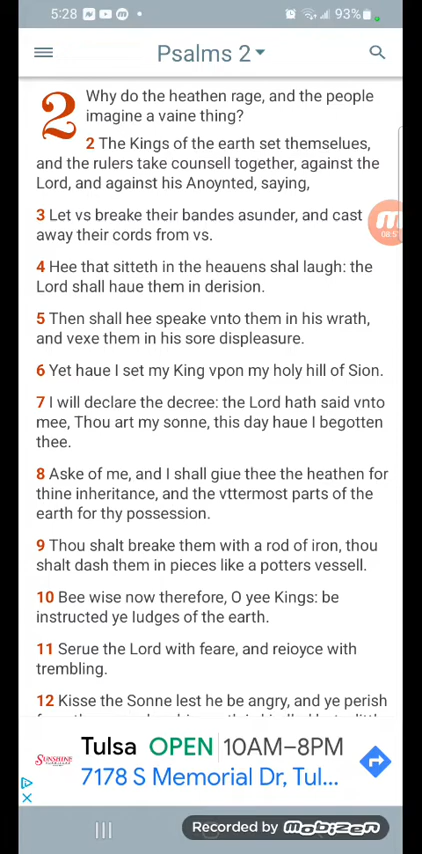 5:28 93%
Psalms 2
2 Why do the heathen rage, and the people
imagine a vaine thing?
2 The Kings of the earth set themselues,
and the rulers take counsell together, against the
Lord, and against his Anoynted, saying,
3 Let vs breake their bandes asunder, and cast
away their cords from vs.
4 Hee that sitteth in the heauens shal laugh: the
Lord shall haue them in derision.
5 Then shall hee speake vnto them in his wrath,
and vexe them in his sore displeasure.
6 Yet haue I set my King vpon my holy hill of Sion.
7 I will declare the decree: the Lord hath said vnto
mee, Thou art my sonne, this day haue I begotten
thee.
8 Aske of me, and I shall giue thee the heathen for
thine inheritance, and the vttermost parts of the
earth for thy possession.
9 Thou shalt breake them with a rod of iron, thou
shalt dash them in pieces like a potters vessell.
10 Bee wise now therefore, O yee Kings: be
instructed ye Iudges of the earth.
11 Serue the Lord with feare, and reioyce with
trembling.
12 Kisse the Sonne lest he be angry, and ye perish
SUNSHINE
Tulsa OPEN 10AM–8PM
7178 S Memorial Dr, Tul...
Recorded by mobizen